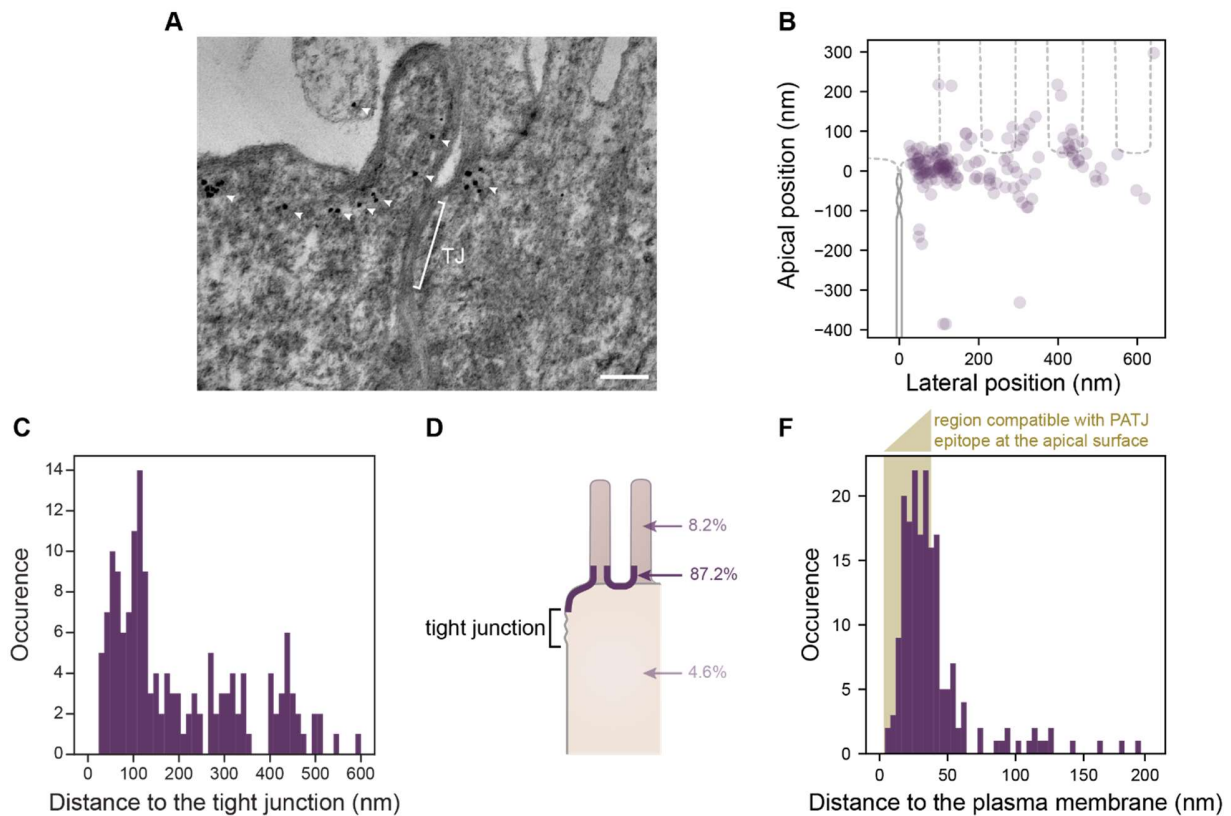 A
TJ
B
300
200
100
0
−100
−200
−300
−400
Apical position (nm)
0
200
400
600
Lateral position (nm)
C
14
12
10
8
6
4
2
0
Occurence
0
100
200
300
400
500
600
Distance to the tight junction (nm)
D
8.2%
87.2%
tight junction
4.6%
F
region compatible with PATJ
epitope at the apical surface
20
15
10
5
0
Occurence
0
50
100
150
200
Distance to the plasma membrane (nm)